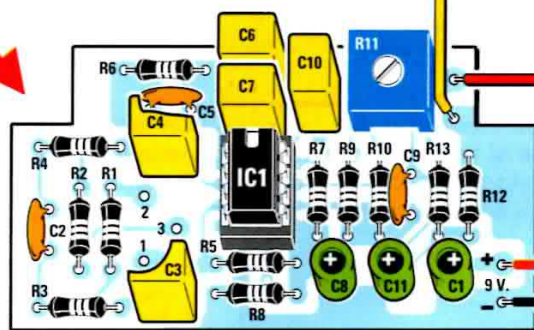 C6
R6
C10
R11
C7
C5
C4
R4
IC1
R7 R9 R10 C9 R13
R2 R1
R12
2
C2
3
1
R5
C3
+ + +
+
C8 C11 C1
9 V.
R3
R8
–